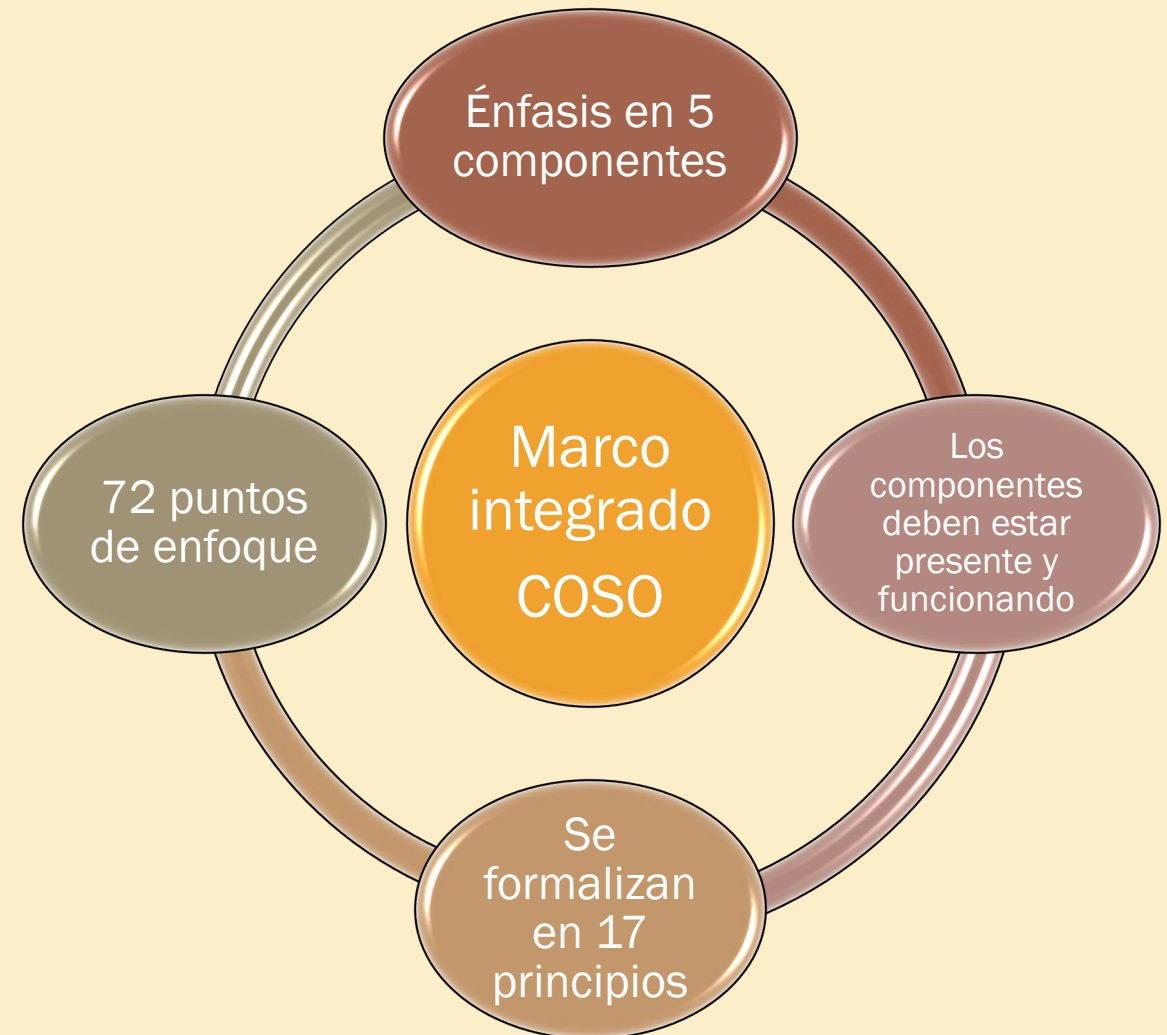 Énfasis en 5
componentes
Marco
integrado
COSO
Los
componentes
deben estar
presente y
funcionando
72 puntos
de enfoque
Se
formalizan
en 17
principios